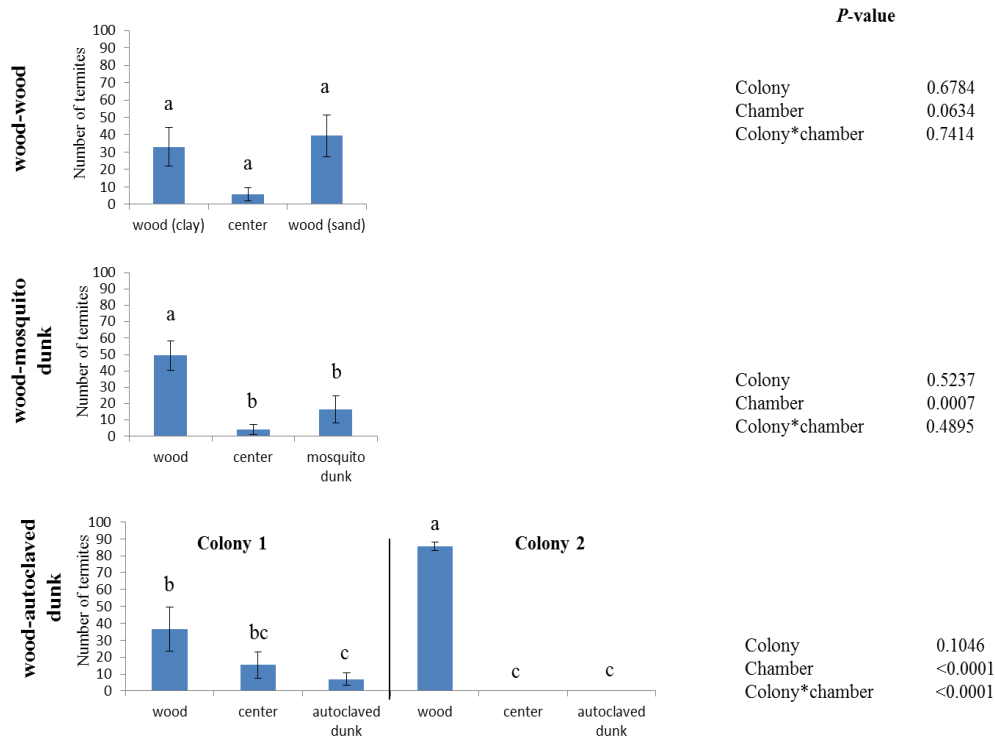 P-value
wood-wood
Number of termites
100
90
80
70
60
50
40
30
20
10
0
a
a
a
wood (clay) center wood (sand)
Colony 0.6784
Chamber 0.0634
Colony*chamber 0.7414
wood-mosquito
dunk
Number of termites
100
90
80
70
60
50
40
30
20
10
0
a
b
b
wood center mosquito
dunk
Colony 0.5237
Chamber 0.0007
Colony*chamber 0.4895
wood-autoclaved
dunk
Number of termites
100
90
80
70
60
50
40
30
20
10
0
Colony 1
b
bc
c
Colony 2
a
c
c
wood center autoclaved
dunk
wood center autoclaved
dunk
Colony 0.1046
Chamber <0.0001
Colony*chamber <0.0001